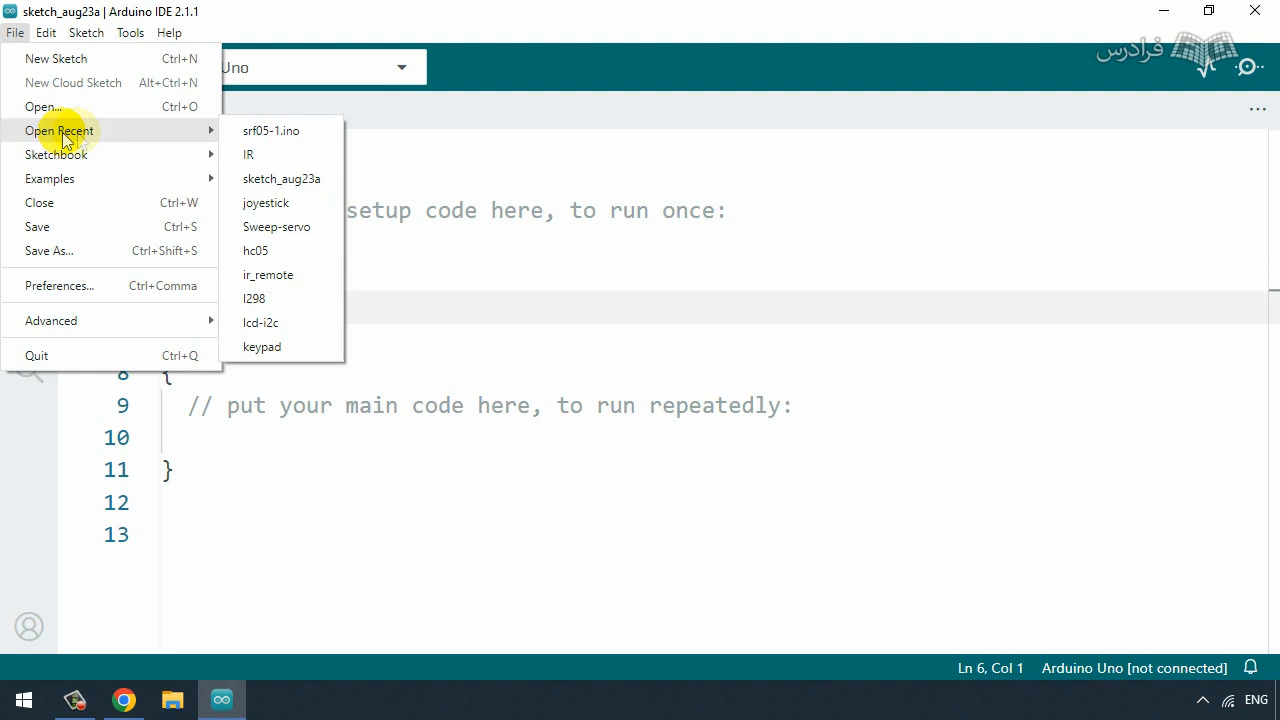 sketch_aug23a | Arduino IDE 2.1.1
File Edit Sketch Tools Help
New Sketch Ctrl+N
New Cloud Sketch Alt+Ctrl+N
Open... Ctrl+O
Open Recent
Sketchbook
Examples
Close Ctrl+W
Save Ctrl+S
Save As... Ctrl+Shift+S
Preferences... Ctrl+Comma
Advanced
Quit Ctrl+Q
srf05-1.ino
IR
sketch_aug23a
joyestick
Sweep-servo
hc05
ir_remote
l298
lcd-i2c
keypad
Uno
فرادرس
setup code here, to run once:
8 {
9 // put your main code here, to run repeatedly:
10
11 }
12
13
Ln 6, Col 1 Arduino Uno [not connected]
ENG